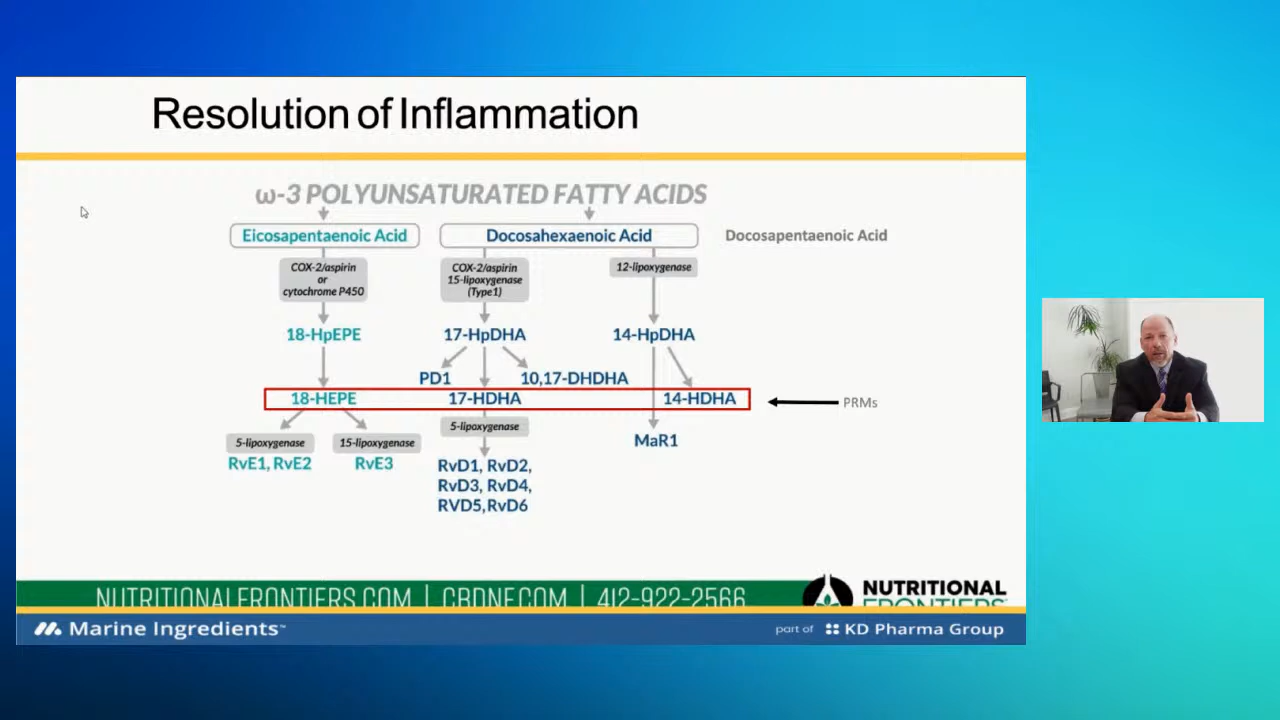 Resolution of Inflammation
ω-3 POLYUNSATURATED FATTY ACIDS
Eicosapentaenoic Acid
Docosahexaenoic Acid
Docosapentaenoic Acid
COX-2/aspirin
or
cytochrome P450
COX-2/aspirin
15-lipoxygenase
(Type1)
12-lipoxygenase
18-HpEPE
17-HpDHA
14-HpDHA
PD1
10,17-DHDHA
18-HEPE
17-HDHA
14-HDHA
PRMs
5-lipoxygenase
15-lipoxygenase
5-lipoxygenase
MaR1
RvE1, RvE2
RvE3
RvD1, RvD2,
RvD3, RvD4,
RVD5,RvD6
NUTRITIONALFRONTIERS.COM | CBDNF.COM | 412-922-2566
NUTRITIONAL
FRONTIERS
Marine Ingredients™
part of KD Pharma Group